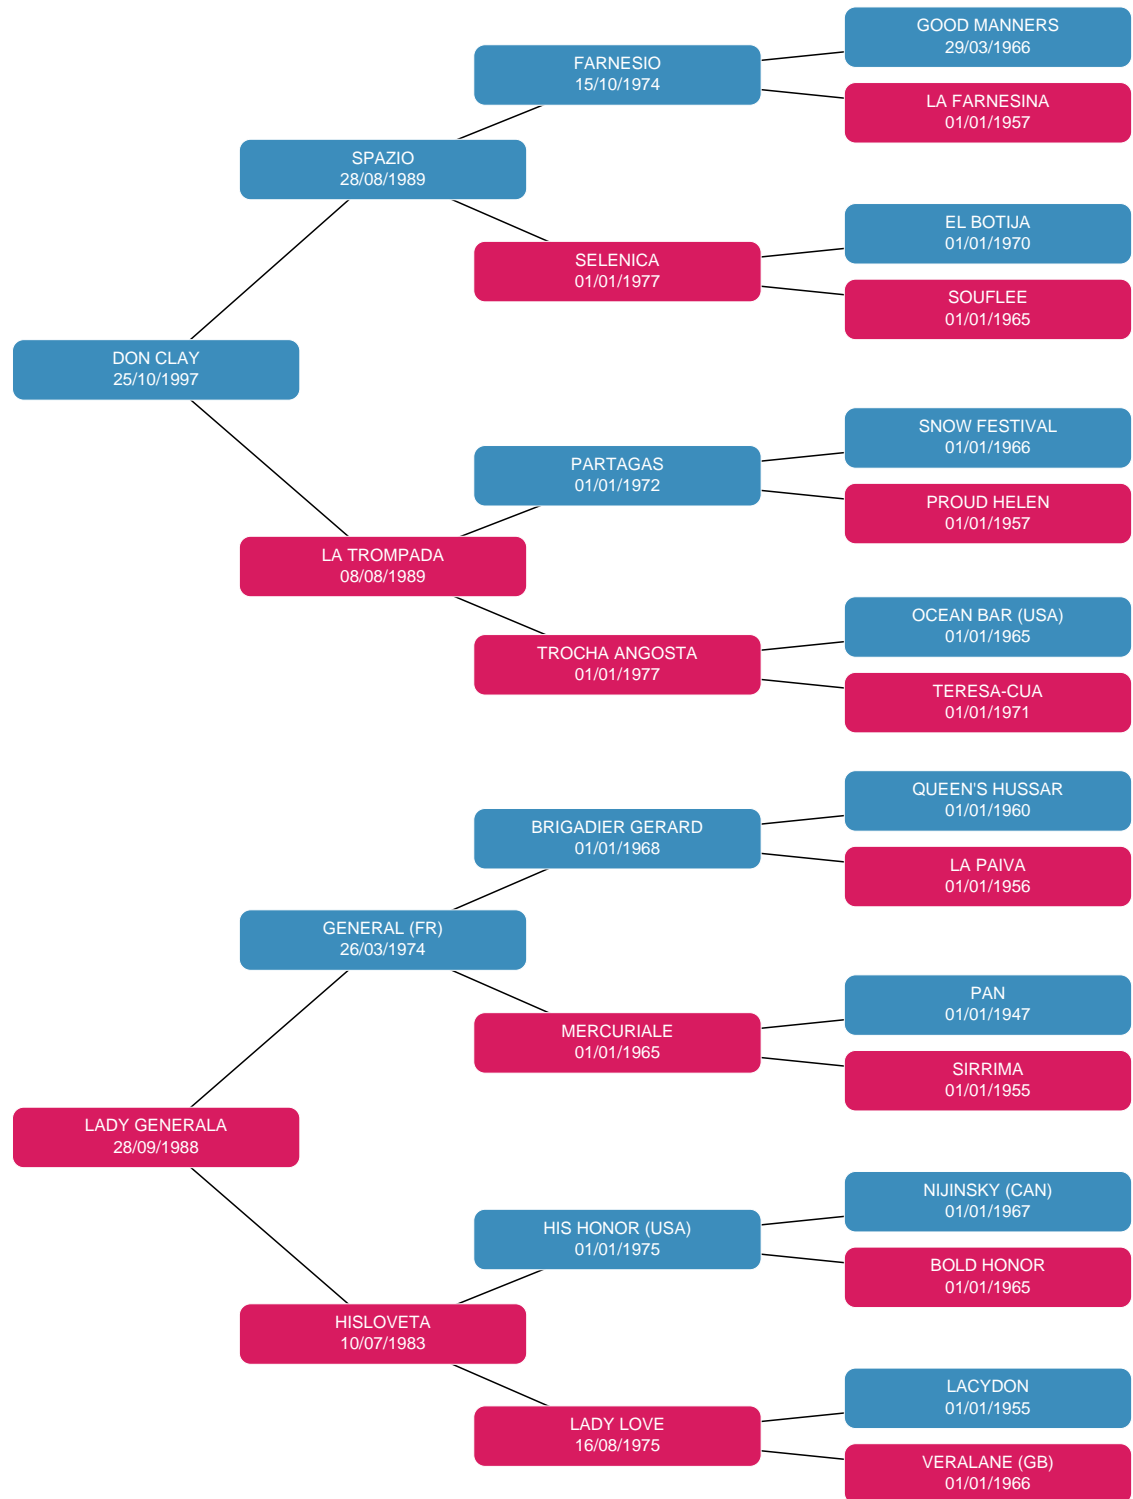 GOOD MANNERS
29/03/1966
FARNESIO
15/10/1974
LA FARNESINA
01/01/1957
SPAZIO
28/08/1989
EL BOTIJA
01/01/1970
SELENICA
01/01/1977
SOUFLEE
01/01/1965
DON CLAY
25/10/1997
SNOW FESTIVAL
01/01/1966
PARTAGAS
01/01/1972
PROUD HELEN
01/01/1957
LA TROMPADA
08/08/1989
OCEAN BAR (USA)
01/01/1965
TROCHA ANGOSTA
01/01/1977
TERESA-CUA
01/01/1971
QUEEN'S HUSSAR
01/01/1960
BRIGADIER GERARD
01/01/1968
LA PAIVA
01/01/1956
GENERAL (FR)
26/03/1974
PAN
01/01/1947
MERCURIALE
01/01/1965
SIRRIMA
01/01/1955
LADY GENERALA
28/09/1988
NIJINSKY (CAN)
01/01/1967
HIS HONOR (USA)
01/01/1975
BOLD HONOR
01/01/1965
HISLOVETA
10/07/1983
LACYDON
01/01/1955
LADY LOVE
16/08/1975
VERALANE (GB)
01/01/1966